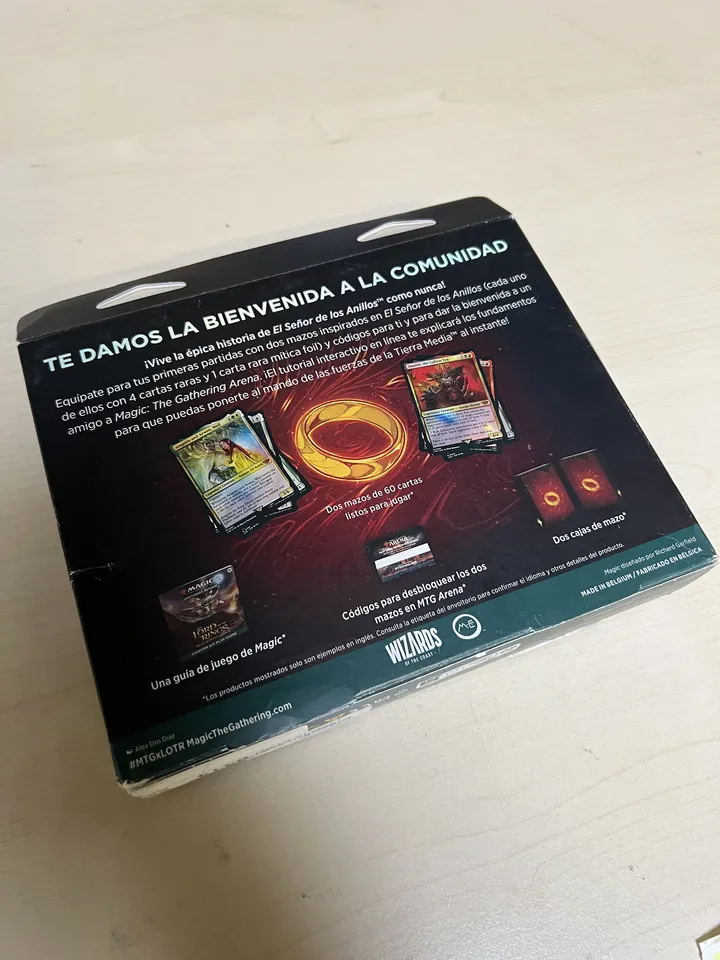 TE DAMOS LA BIENVENIDA A LA COMUNIDAD
¡Vive la épica historia de El Señor de los Anillos™ como nunca!
Equípate para tus primeras partidas con dos mazos inspirados en El Señor de los Anillos (cada uno
de ellos con 4 cartas raras y 1 carta rara mítica foil) y códigos para ti y para dar la bienvenida a un
amigo a Magic: The Gathering Arena. ¡El tutorial interactivo en línea te explicará los fundamentos
para que puedas ponerte al mando de las fuerzas de la Tierra Media™ al instante!
Dos mazos de 60 cartas
listos para jugar*
Dos cajas de mazo*
ARENA
Códigos para desbloquear los dos
mazos en MTG Arena*
MAGIC
THE LORD
OF THE RINGS
Una guía de juego de Magic*
*Los productos mostrados solo son ejemplos en inglés. Consulta la etiqueta del envoltorio para confirmar el idioma y otros detalles del producto.
Magic diseñado por Richard Garfield
MADE IN BELGIUM / FABRICADO EN BÉLGICA
WIZARDS
OF THE COAST
ME
Alex Dos Diaz
#MTGxLOTR MagicTheGathering.com